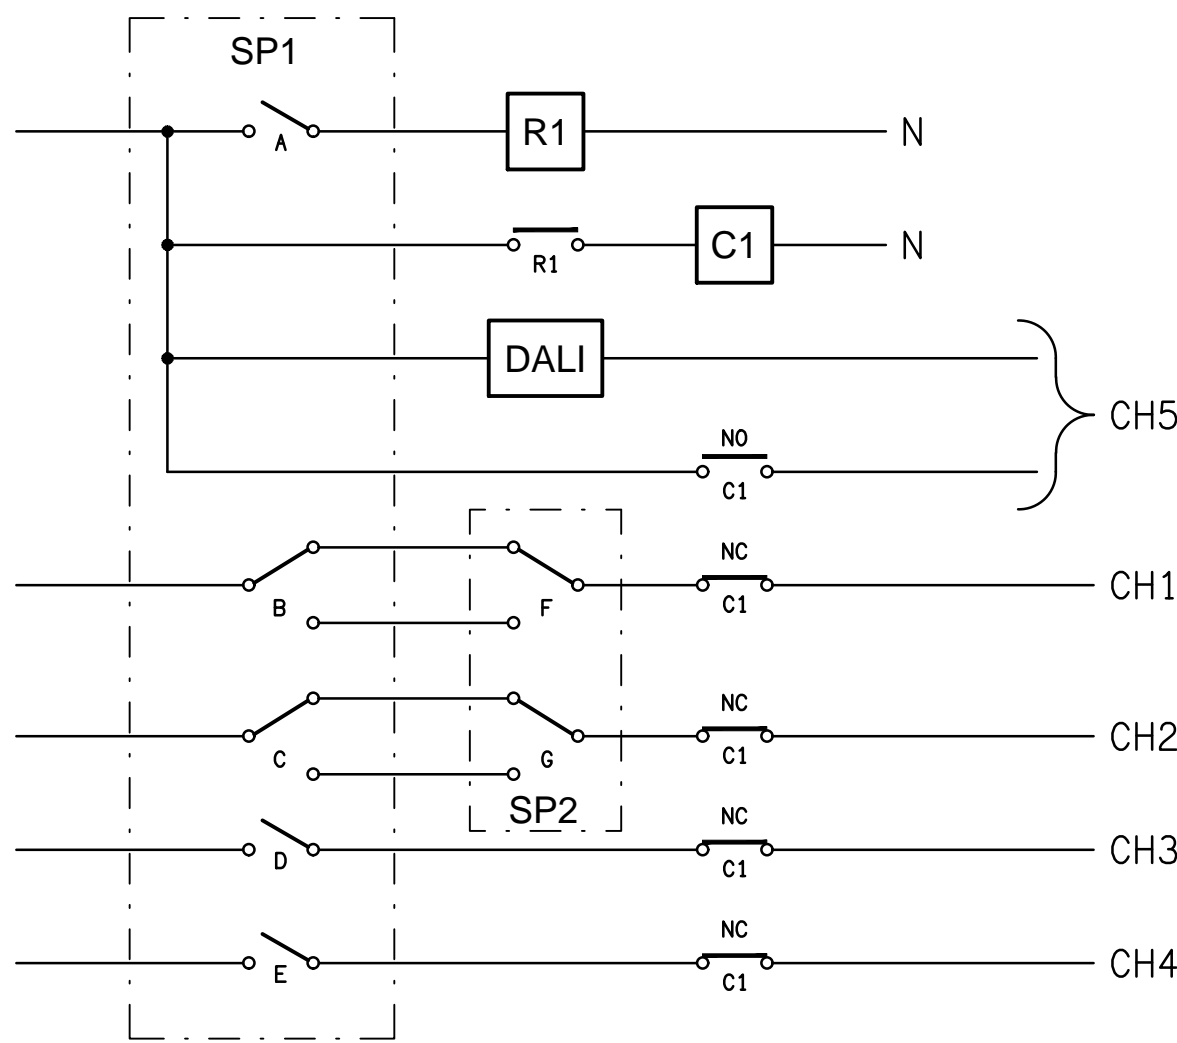 SP1
A R1 N
R1 C1 N
DALI
CH5
NO
C1
NC
B F C1 CH1
NC
C G C1 CH2
SP2
NC
D C1 CH3
NC
E C1 CH4